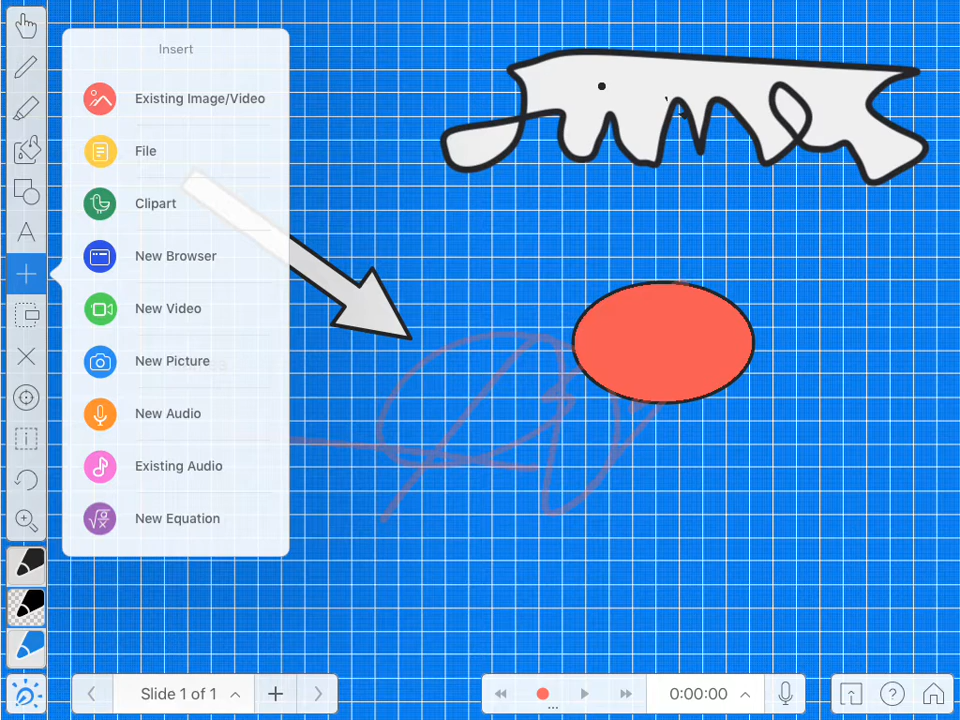 Insert
Existing Image/Video
File
Clipart
New Browser
New Video
New Picture
New Audio
Existing Audio
New Equation
A
Slide 1 of 1
0:00:00